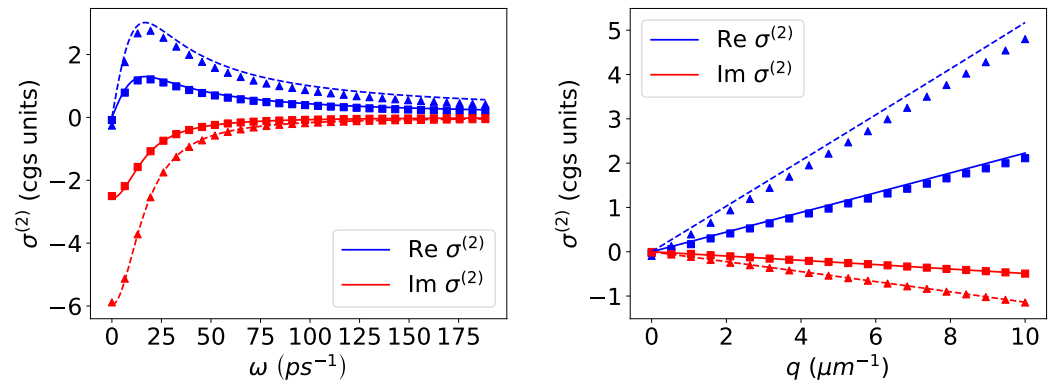 σ⁽²⁾ (cgs units)
2
0
−2
−4
−6
Re σ⁽²⁾
Im σ⁽²⁾
0 25 50 75 100 125 150 175
ω (ps⁻¹)
σ⁽²⁾ (cgs units)
5
4
3
2
1
0
−1
Re σ⁽²⁾
Im σ⁽²⁾
0 2 4 6 8 10
q (μm⁻¹)